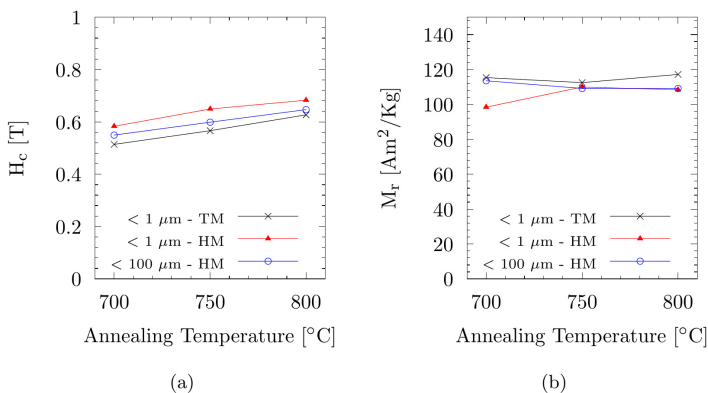 1
0.8
0.6
0.4
0.2
0
H_c [T]
< 1 μm - TM
< 1 μm - HM
< 100 μm - HM
700 750 800
Annealing Temperature [°C]
(a)
140
120
100
80
60
40
20
0
M_r [Am²/Kg]
< 1 μm - TM
< 1 μm - HM
< 100 μm - HM
700 750 800
Annealing Temperature [°C]
(b)